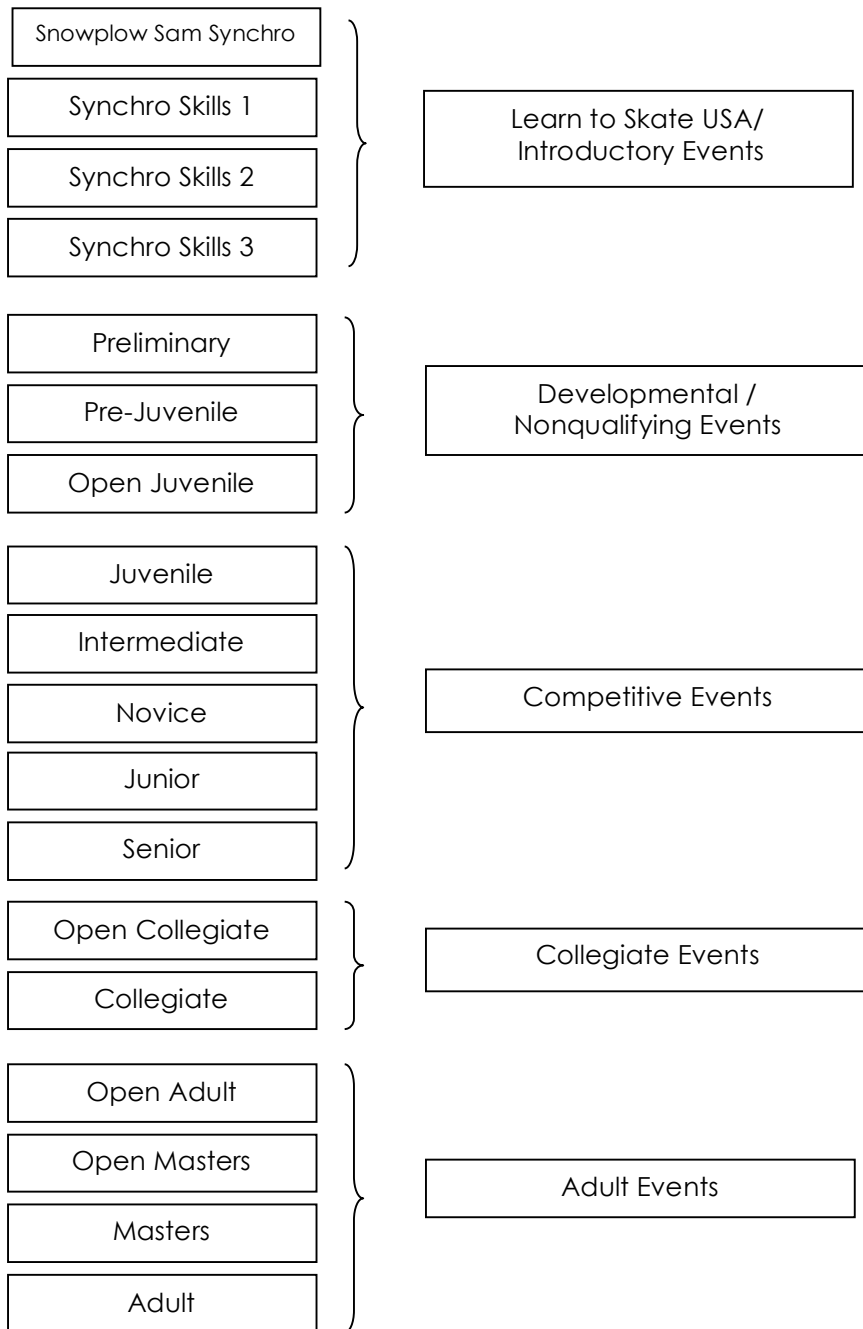 Snowplow Sam Synchro
Synchro Skills 1
Synchro Skills 2
Synchro Skills 3
Learn to Skate USA/
Introductory Events
Preliminary
Pre-Juvenile
Open Juvenile
Developmental /
Nonqualifying Events
Juvenile
Intermediate
Novice
Junior
Senior
Competitive Events
Open Collegiate
Collegiate
Collegiate Events
Open Adult
Open Masters
Masters
Adult
Adult Events